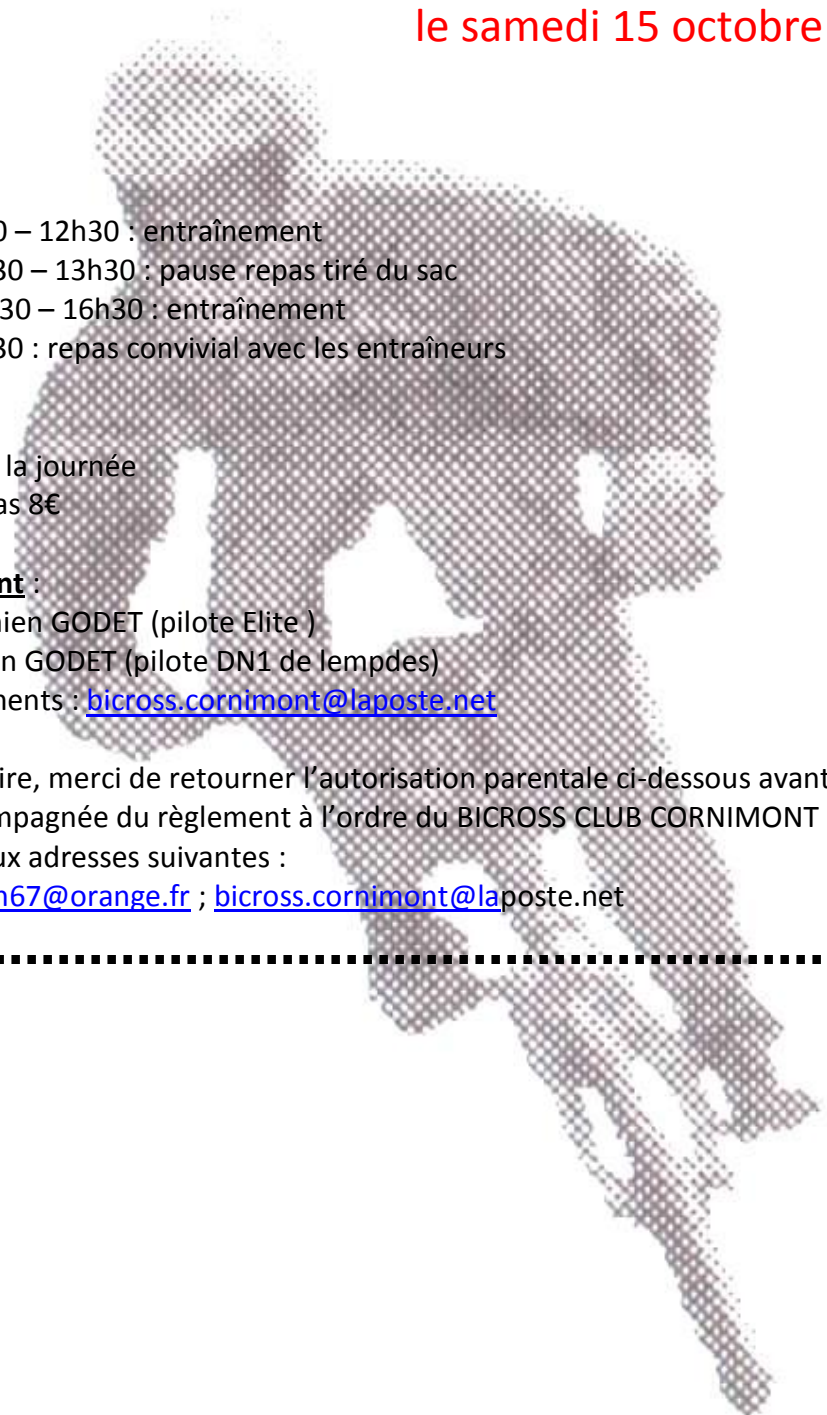 le samedi 15 octobre
0 – 12h30 : entraînement
30 – 13h30 : pause repas tiré du sac
30 – 16h30 : entraînement
30 : repas convivial avec les entraîneurs
la journée
as 8€
nt :
ien GODET (pilote Elite )
n GODET (pilote DN1 de lempdes)
ments : bicross.cornimont@laposte.net
ire, merci de retourner l’autorisation parentale ci-dessous avant
mpagnée du règlement à l’ordre du BICROSS CLUB CORNIMONT
ux adresses suivantes :
n67@orange.fr ; bicross.cornimont@laposte.net